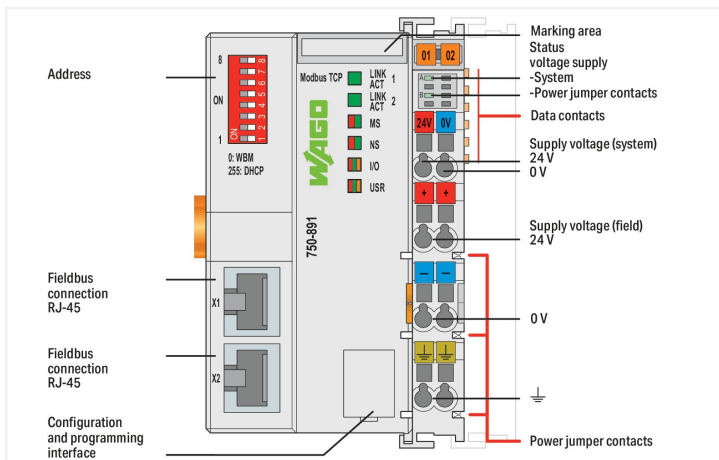 Address
8
ON
1
8
7
6
5
4
3
2
1
ON
0: WBM
255: DHCP
Modbus TCP
LINK
ACT 1
LINK
ACT 2
MS
NS
I/O
USR
WAGO
750-891
X1
X2
Fieldbus
connection
RJ-45
Fieldbus
connection
RJ-45
Configuration
and programming
interface
01 02
A
B
24V 0V
+ +
— —
Marking area
Status
voltage supply
-System
-Power jumper contacts
Data contacts
Supply voltage (system)
24 V
0 V
Supply voltage (field)
24 V
0 V
Power jumper contacts